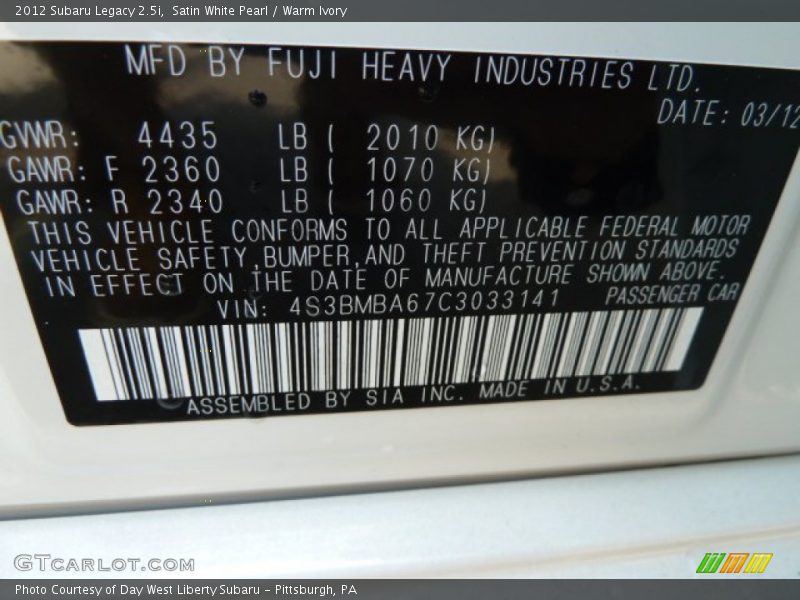 2012 Subaru Legacy 2.5i, Satin White Pearl / Warm Ivory
MFD BY FUJI HEAVY INDUSTRIES LTD.
DATE: 03/12
GVWR: 4435 LB ( 2010 KG)
GAWR: F 2360 LB ( 1070 KG)
GAWR: R 2340 LB ( 1060 KG)
THIS VEHICLE CONFORMS TO ALL APPLICABLE FEDERAL MOTOR
VEHICLE SAFETY,BUMPER,AND THEFT PREVENTION STANDARDS
IN EFFECT ON THE DATE OF MANUFACTURE SHOWN ABOVE.
VIN: 4S3BMBA67C3033141 PASSENGER CAR
ASSEMBLED BY SIA INC. MADE IN U.S.A.
GTCARLOT.COM
Photo Courtesy of Day West Liberty Subaru - Pittsburgh, PA